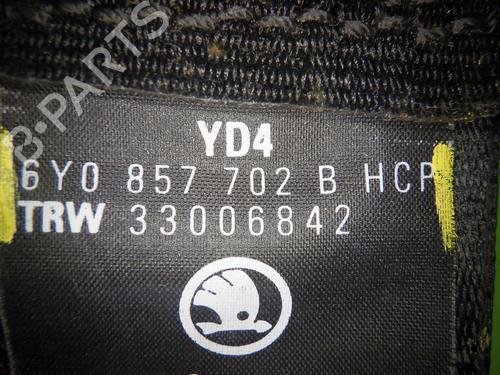 YD4
6Y0 857 702 B HCP
TRW 33006842
B-PARTS